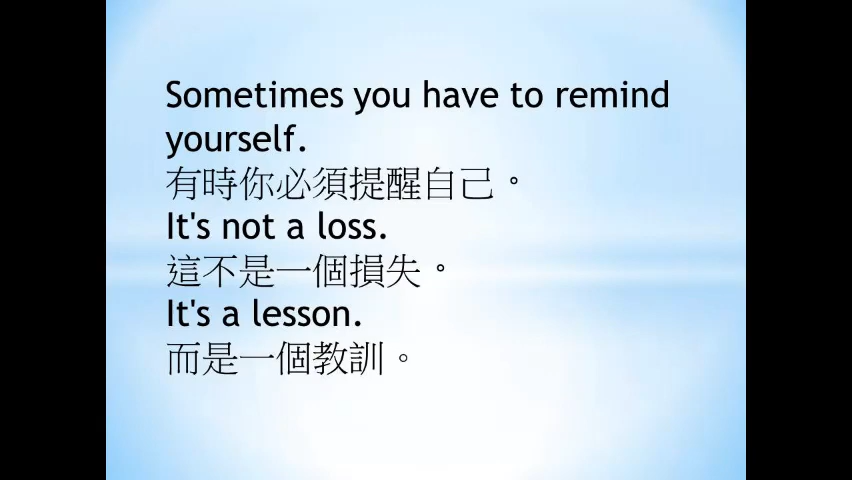 Sometimes you have to remind
yourself.
有時你必須提醒自己。
It's not a loss.
這不是一個損失。
It's a lesson.
而是一個教訓。